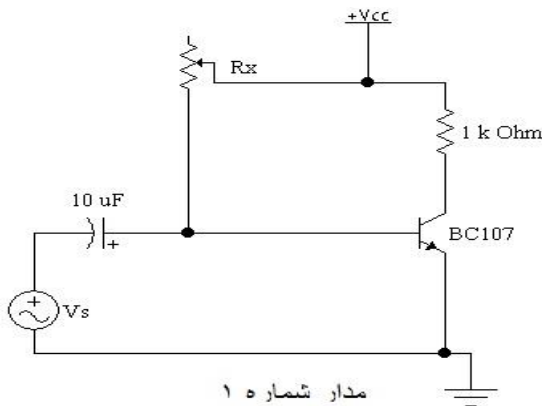 +Vcc
Rx
1 k Ohm
10 uF
+
BC107
+
Vs
مدار شماره ۱